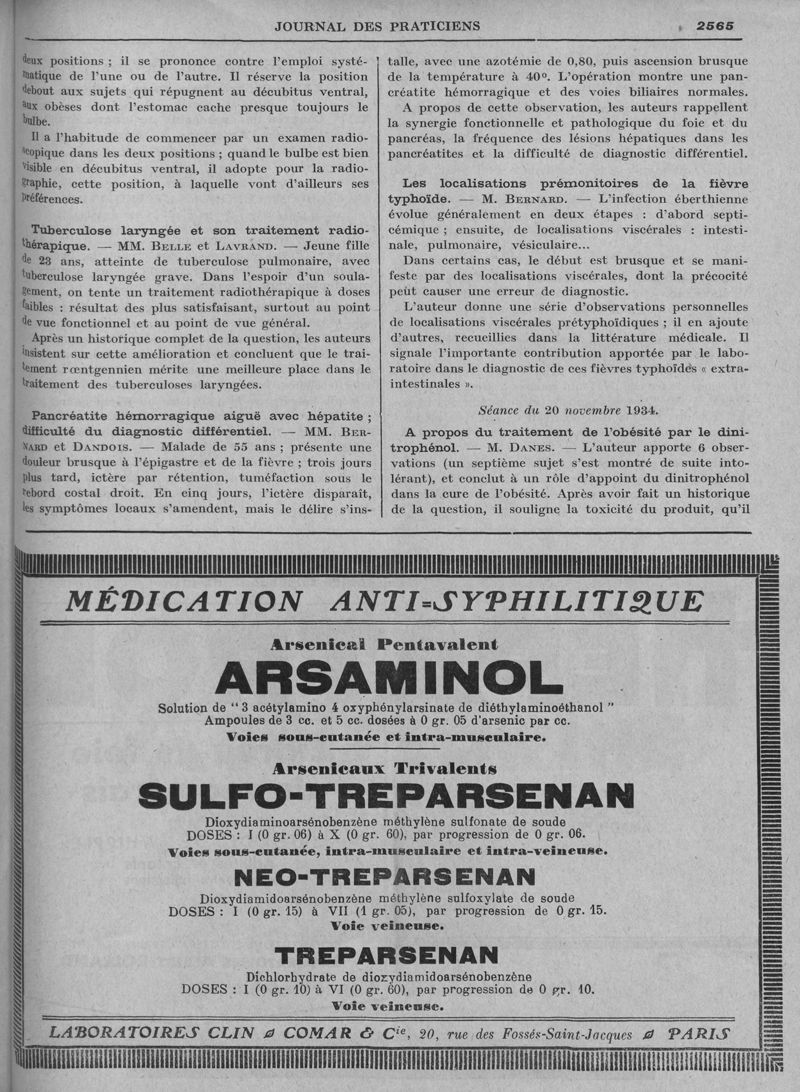 JOURNAL DES PRATICIENS 2565
deux positions ; il se prononce contre l'emploi systé-
matique de l'une ou de l'autre. Il réserve la position
debout aux sujets qui répugnent au décubitus ventral,
aux obèses dont l'estomac cache presque toujours le
bulbe.
Il a l'habitude de commencer par un examen radio-
scopique dans les deux positions ; quand le bulbe est bien
visible en décubitus ventral, il adopte pour la radio-
graphie, cette position, à laquelle vont d'ailleurs ses
préférences.
Tuberculose laryngée et son traitement radio-
thérapique. — MM. BELLE et LAVRAND. — Jeune fille
de 23 ans, atteinte de tuberculose pulmonaire, avec
tuberculose laryngée grave. Dans l'espoir d'un soula-
gement, on tente un traitement radiothérapique à doses
faibles : résultat des plus satisfaisant, surtout au point
de vue fonctionnel et au point de vue général.
Après un historique complet de la question, les auteurs
insistent sur cette amélioration et concluent que le trai-
tement rœntgennien mérite une meilleure place dans le
traitement des tuberculoses laryngées.
Pancréatite hémorragique aiguë avec hépatite ;
difficulté du diagnostic différentiel. — MM. BER-
NARD et DANDOIS. — Malade de 55 ans ; présente une
douleur brusque à l'épigastre et de la fièvre ; trois jours
plus tard, ictère par rétention, tuméfaction sous le
rebord costal droit. En cinq jours, l'ictère disparaît,
les symptômes locaux s'amendent, mais le délire s'ins-
talle, avec une azotémie de 0,80, puis ascension brusque
de la température à 40°. L'opération montre une pan-
créatite hémorragique et des voies biliaires normales.
A propos de cette observation, les auteurs rappellent
la synergie fonctionnelle et pathologique du foie et du
pancréas, la fréquence des lésions hépatiques dans les
pancréatites et la difficulté de diagnostic différentiel.
Les localisations prémonitoires de la fièvre
typhoïde. — M. BERNARD. — L'infection éberthienne
évolue généralement en deux étapes : d'abord septi-
cémique ; ensuite, de localisations viscérales : intesti-
nale, pulmonaire, vésiculaire...
Dans certains cas, le début est brusque et se mani-
feste par des localisations viscérales, dont la précocité
peut causer une erreur de diagnostic.
L'auteur donne une série d'observations personnelles
de localisations viscérales prétyphoïdiques ; il en ajoute
d'autres, recueillies dans la littérature médicale. Il
signale l'importante contribution apportée par le labo-
ratoire dans le diagnostic de ces fièvres typhoïdes « extra-
intestinales ».
Séance du 20 novembre 1934.
A propos du traitement de l'obésité par le dini-
trophénol. — M. DANES. — L'auteur apporte 6 obser-
vations (un septième sujet s'est montré de suite into-
lérant), et conclut à un rôle d'appoint du dinitrophénol
dans la cure de l'obésité. Après avoir fait un historique
de la question, il souligne la toxicité du produit, qu'il
MÉDICATION ANTI-SYPHILITIQUE
Arsenical Pentavalent
ARSAMINOL
Solution de “ 3 acétylamino 4 oxyphénylarsinate de diéthylaminoéthanol ”
Ampoules de 3 cc. et 5 cc. dosées à 0 gr. 05 d'arsenic par cc.
Voies sous-cutanée et intra-musculaire.
Arsenicaux Trivalents
SULFO-TREPARSENAN
Dioxydiaminoarsénobenzène méthylène sulfonate de soude
DOSES : I (0 gr. 06) à X (0 gr. 60), par progression de 0 gr. 06.
Voies sous-cutanée, intra-musculaire et intra-veineuse.
NEO-TREPARSENAN
Dioxydiamidoarsénobenzène méthylène sulfoxylate de soude
DOSES : I (0 gr. 15) à VII (1 gr. 05), par progression de 0 gr. 15.
Voie veineuse.
TREPARSENAN
Dichlorhydrate de dioxydiamidoarsénobenzène
DOSES : I (0 gr. 10) à VI (0 gr. 60), par progression de 0 gr. 10.
Voie veineuse.
LABORATOIRES CLIN COMAR & Cie, 20, rue des Fossés-Saint-Jacques PARIS